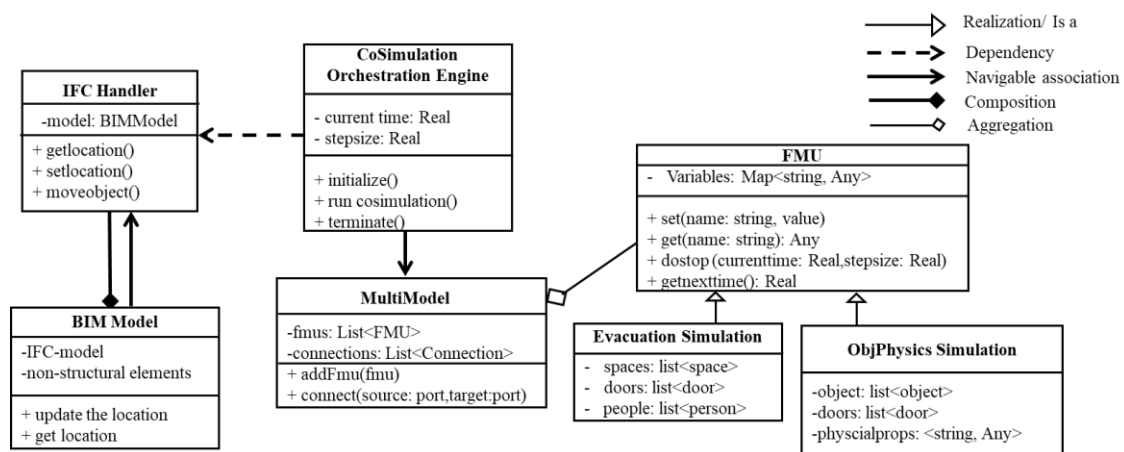 Realization/ Is a
Dependency
Navigable association
Composition
Aggregation
IFC Handler
-model: BIMModel
+ getlocation()
+ setlocation()
+ moveobject()
CoSimulation
Orchestration Engine
- current time: Real
- stepsize: Real
+ initialize()
+ run cosimulation()
+ terminate()
FMU
- Variables: Map<string, Any>
+ set(name: string, value)
+ get(name: string): Any
+ dostop (currenttime: Real,stepsize: Real)
+ getnexttime(): Real
BIM Model
-IFC-model
-non-structural elements
+ update the location
+ get location
MultiModel
-fmus: List<FMU>
-connections: List<Connection>
+ addFmu(fmu)
+ connect(source: port,target:port)
Evacuation Simulation
- spaces: list<space>
- doors: list<door>
- people: list<person>
ObjPhysics Simulation
-object: list<object>
-doors: list<door>
-physcialprops: <string, Any>